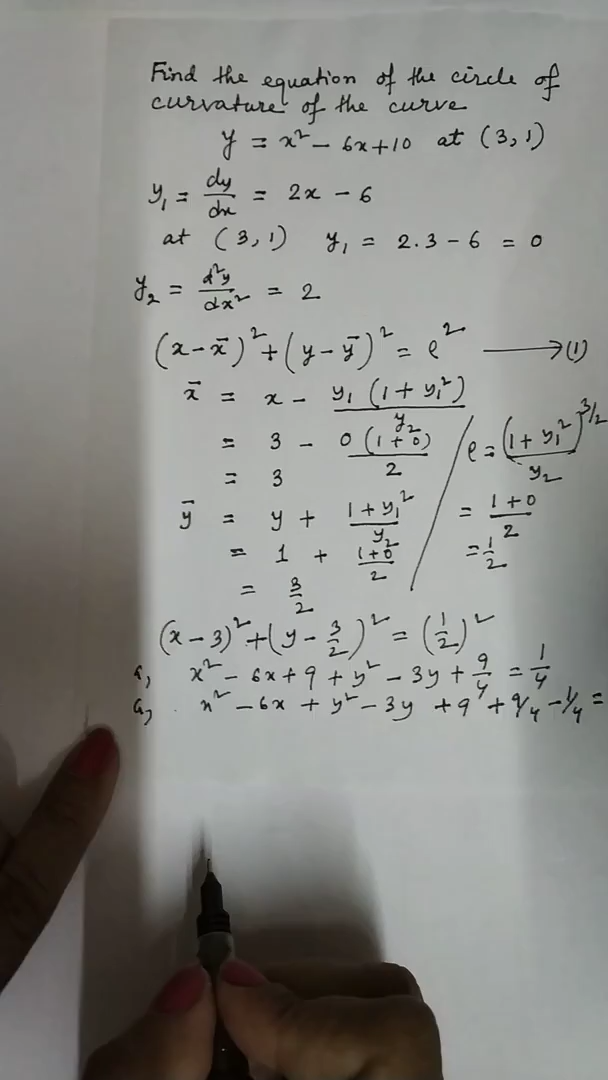 Find the equation of the circle of
curvature of the curve
y = x² - 6x + 10 at (3, 1)
y₁ = dy/dx = 2x - 6
at (3, 1) y₁ = 2.3 - 6 = 0
y₂ = d²y/dx² = 2
(x - x̄)² + (y - ȳ)² = ρ² ⟶ (1)
x̄ = x - y₁(1 + y₁²)/y₂
= 3 - 0(1 + 0)/2
= 3
ρ = (1 + y₁²)^{3/2}/y₂
= (1 + 0)/2
= 1/2
ȳ = y + (1 + y₁²)/y₂
= 1 + (1 + 0)/2
= 3/2
(x - 3)² + (y - 3/2)² = (1/2)²
x² - 6x + 9 + y² - 3y + 9/4 = 1/4
x² - 6x + y² - 3y + 9 + 9/4 - 1/4 =